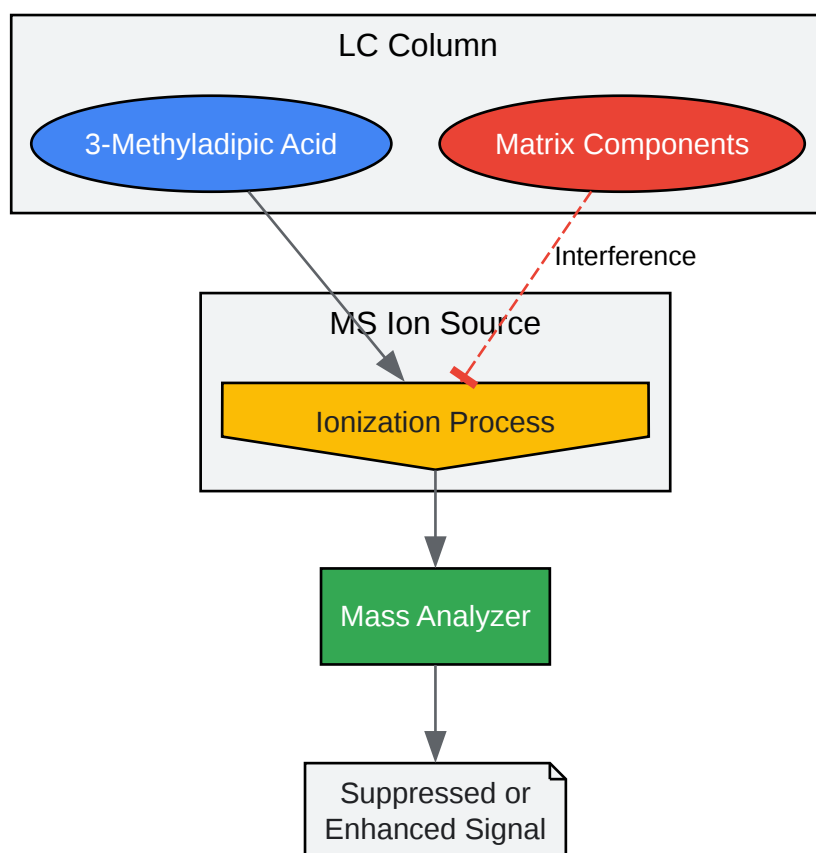 LC Column
3-Methyladipic Acid
Matrix Components
Interference
MS Ion Source
Ionization Process
Mass Analyzer
Suppressed or
Enhanced Signal